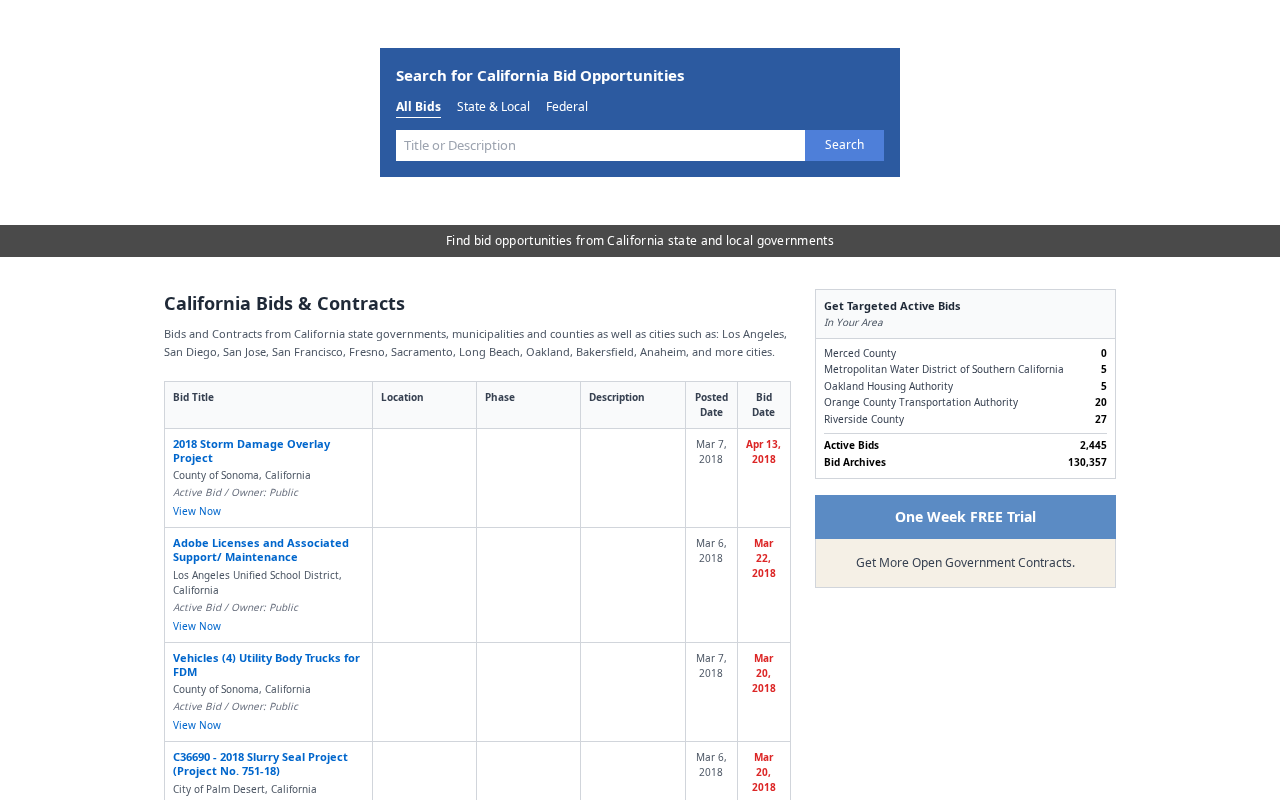 Search for California Bid Opportunities
All Bids State & Local Federal
Title or Description Search
Find bid opportunities from California state and local governments
California Bids & Contracts
Bids and Contracts from California state governments, municipalities and counties as well as cities such as: Los Angeles,
San Diego, San Jose, San Francisco, Fresno, Sacramento, Long Beach, Oakland, Bakersfield, Anaheim, and more cities.
Bid Title Location Phase Description Posted Date Bid Date
2018 Storm Damage Overlay
Project
County of Sonoma, California
Active Bid / Owner: Public
View Now
Mar 7,
2018
Apr 13,
2018
Adobe Licenses and Associated
Support/ Maintenance
Los Angeles Unified School District,
California
Active Bid / Owner: Public
View Now
Mar 6,
2018
Mar
22,
2018
Vehicles (4) Utility Body Trucks for
FDM
County of Sonoma, California
Active Bid / Owner: Public
View Now
Mar 7,
2018
Mar
20,
2018
C36690 - 2018 Slurry Seal Project
(Project No. 751-18)
City of Palm Desert, California
Mar 6,
2018
Mar
20,
2018
Get Targeted Active Bids
In Your Area
Merced County 0
Metropolitan Water District of Southern California 5
Oakland Housing Authority 5
Orange County Transportation Authority 20
Riverside County 27
Active Bids 2,445
Bid Archives 130,357
One Week FREE Trial
Get More Open Government Contracts.